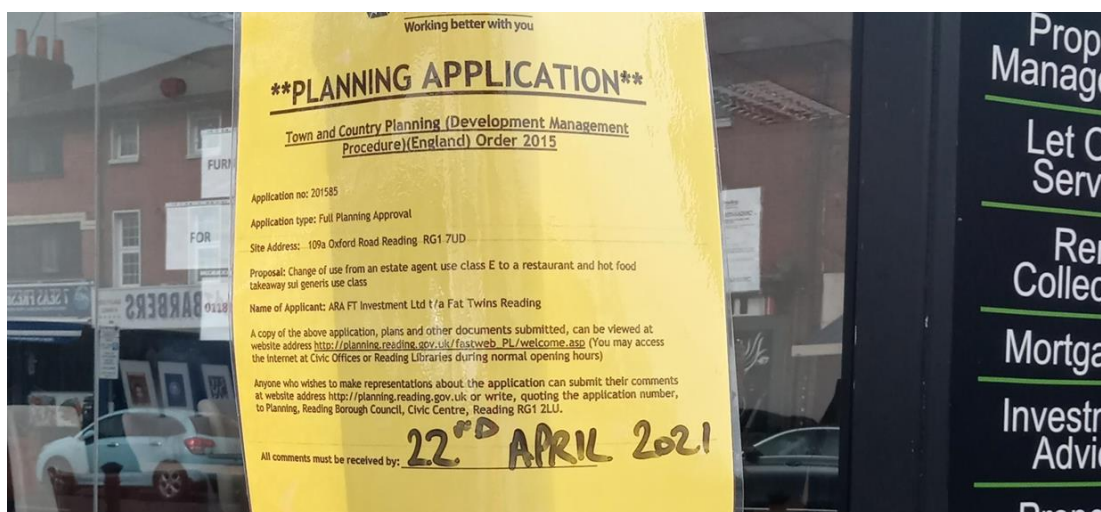 Working better with you
**PLANNING APPLICATION**
Town and Country Planning (Development Management
Procedure)(England) Order 2015
Application no: 201585
Application type: Full Planning Approval
Site Address: 109a Oxford Road Reading RG1 7UD
Proposal: Change of use from an estate agent use class E to a restaurant and hot food
takeaway sui generis use class
Name of Applicant: ARA FT Investment Ltd t/a Fat Twins Reading
A copy of the above application, plans and other documents submitted, can be viewed at
website address http://planning.reading.gov.uk/fastweb_PL/welcome.asp (You may access
the internet at Civic Offices or Reading Libraries during normal opening hours)
Anyone who wishes to make representations about the application can submit their comments
at website address http://planning.reading.gov.uk or write, quoting the application number,
to Planning, Reading Borough Council, Civic Centre, Reading RG1 2LU.
All comments must be received by: 22ND APRIL 2021
FURN
FOR
BARBERS
Prop
Manage
Let O
Serv
Ren
Collec
Mortga
Invest
Advi